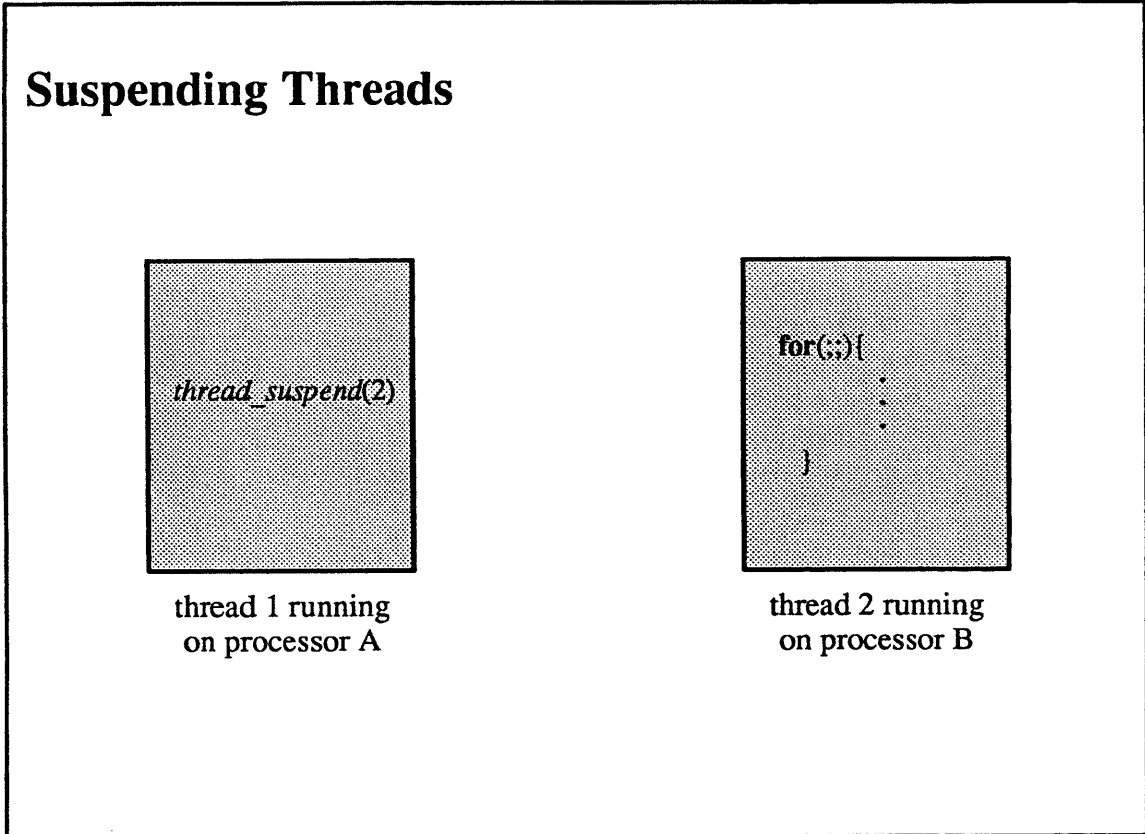 Suspending Threads
thread_suspend(2)
for(;;){
.
.
.
}
thread 1 running
on processor A
thread 2 running
on processor B